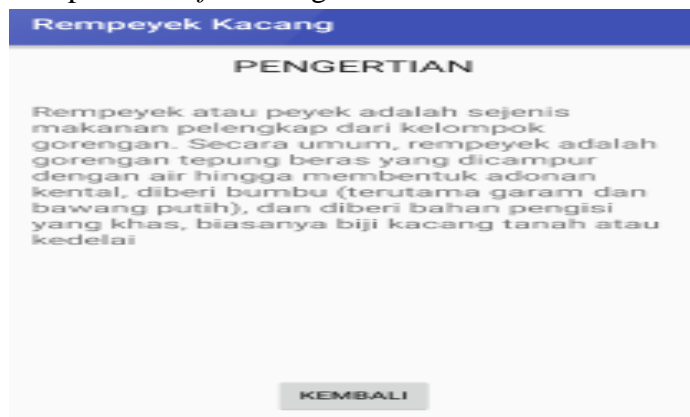 Rempeyek Kacang
PENGERTIAN
Rempeyek atau peyek adalah sejenis
makanan pelengkap dari kelompok
gorengan. Secara umum, rempeyek adalah
gorengan tepung beras yang dicampur
dengan air hingga membentuk adonan
kental, diberi bumbu (terutama garam dan
bawang putih), dan diberi bahan pengisi
yang khas, biasanya biji kacang tanah atau
kedelai
KEMBALI